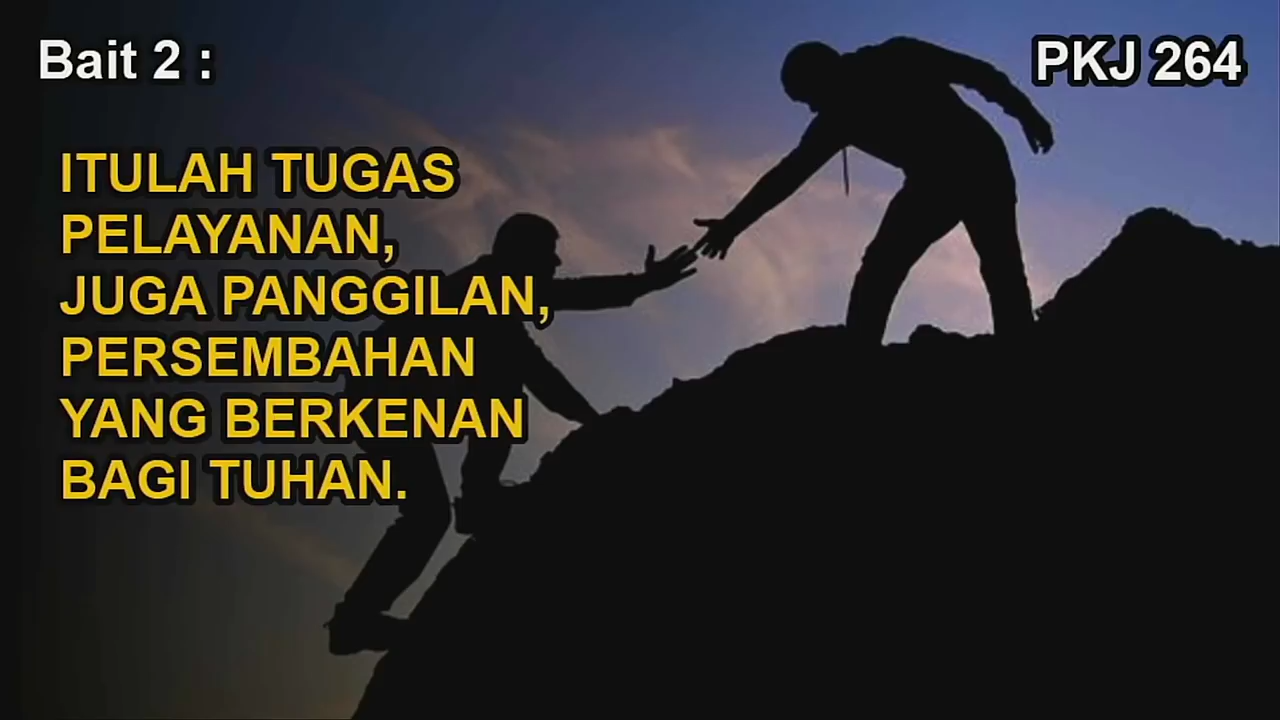 Bait 2 :
PKJ 264
ITULAH TUGAS
PELAYANAN,
JUGA PANGGILAN,
PERSEMBAHAN
YANG BERKENAN
BAGI TUHAN.